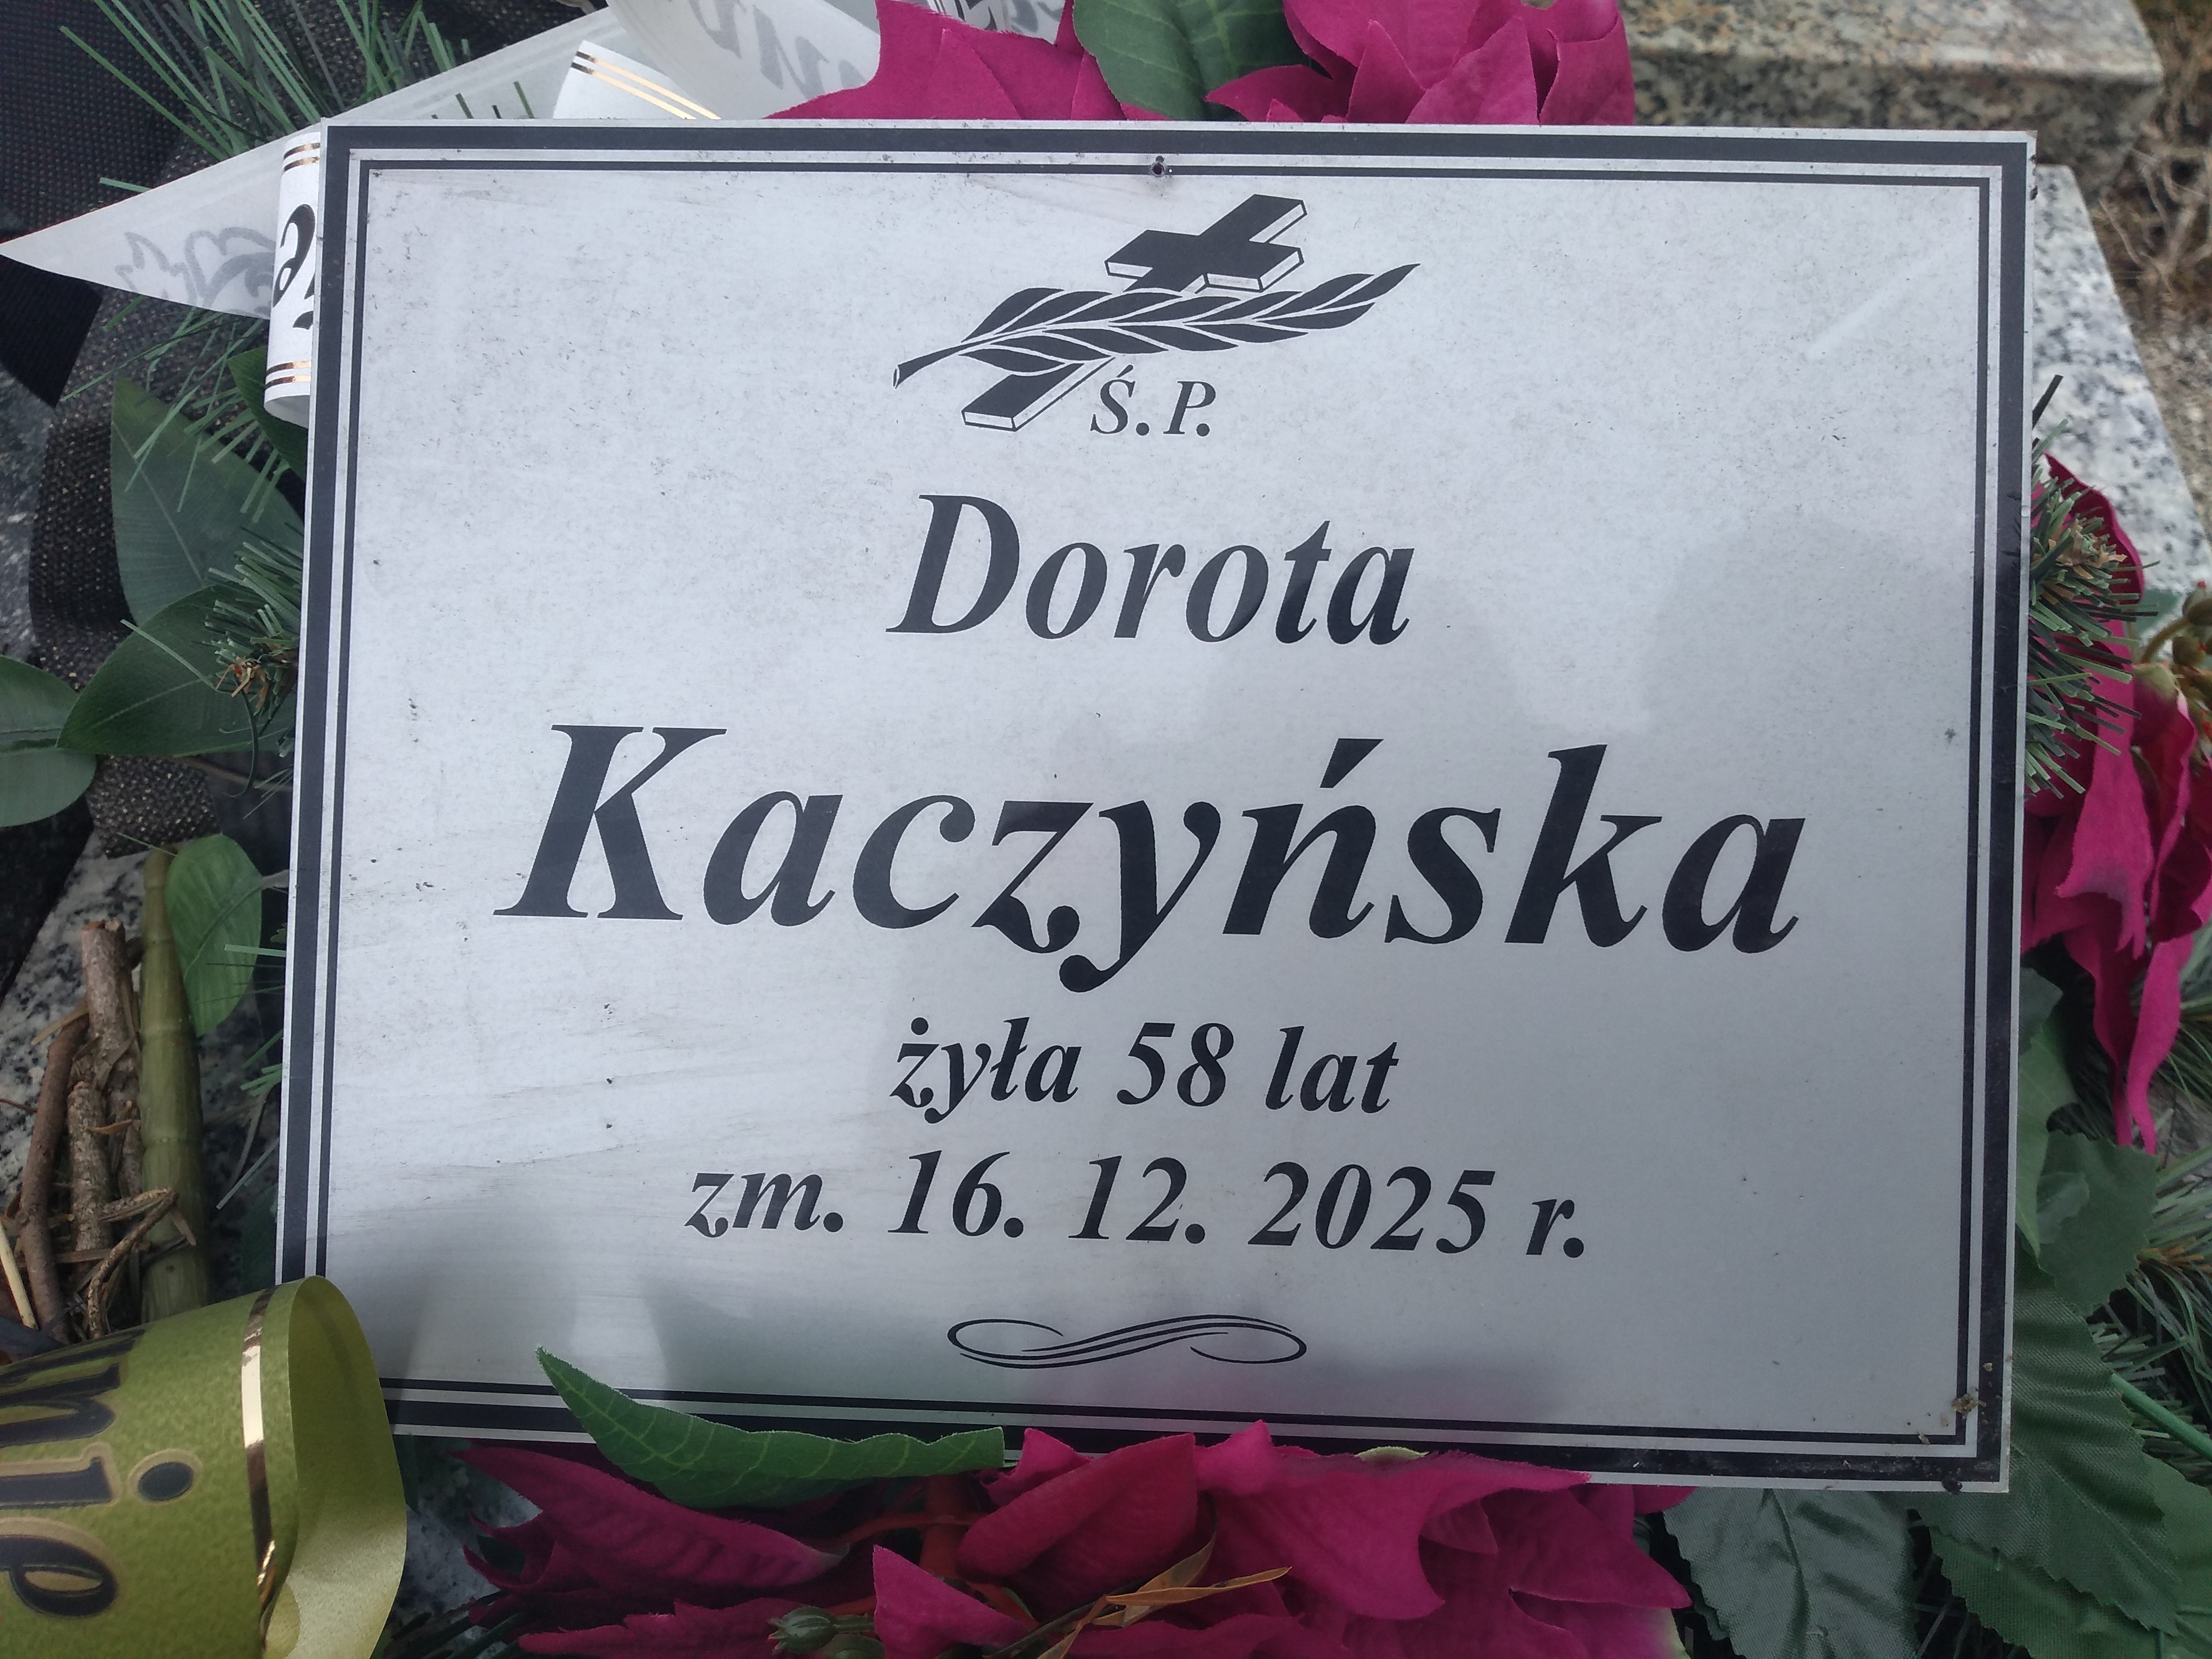 Ś.P.
Dorota
Kaczyńska
żyła 58 lat
zm. 16. 12. 2025 r.